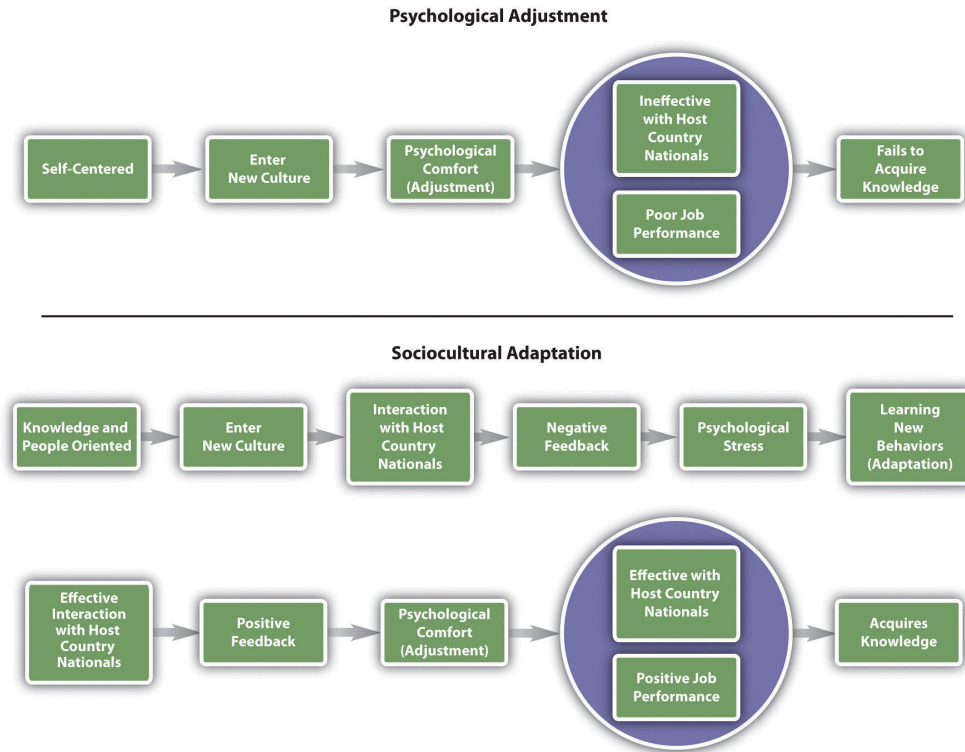 Psychological Adjustment
Self-Centered
Enter
New Culture
Psychological
Comfort
(Adjustment)
Ineffective
with Host
Country
Nationals
Poor Job
Performance
Fails to
Acquire
Knowledge
Sociocultural Adaptation
Knowledge and
People Oriented
Enter
New Culture
Interaction
with Host
Country
Nationals
Negative
Feedback
Psychological
Stress
Learning
New
Behaviors
(Adaptation)
Effective
Interaction
with Host
Country
Nationals
Positive
Feedback
Psychological
Comfort
(Adjustment)
Effective with
Host Country
Nationals
Positive Job
Performance
Acquires
Knowledge